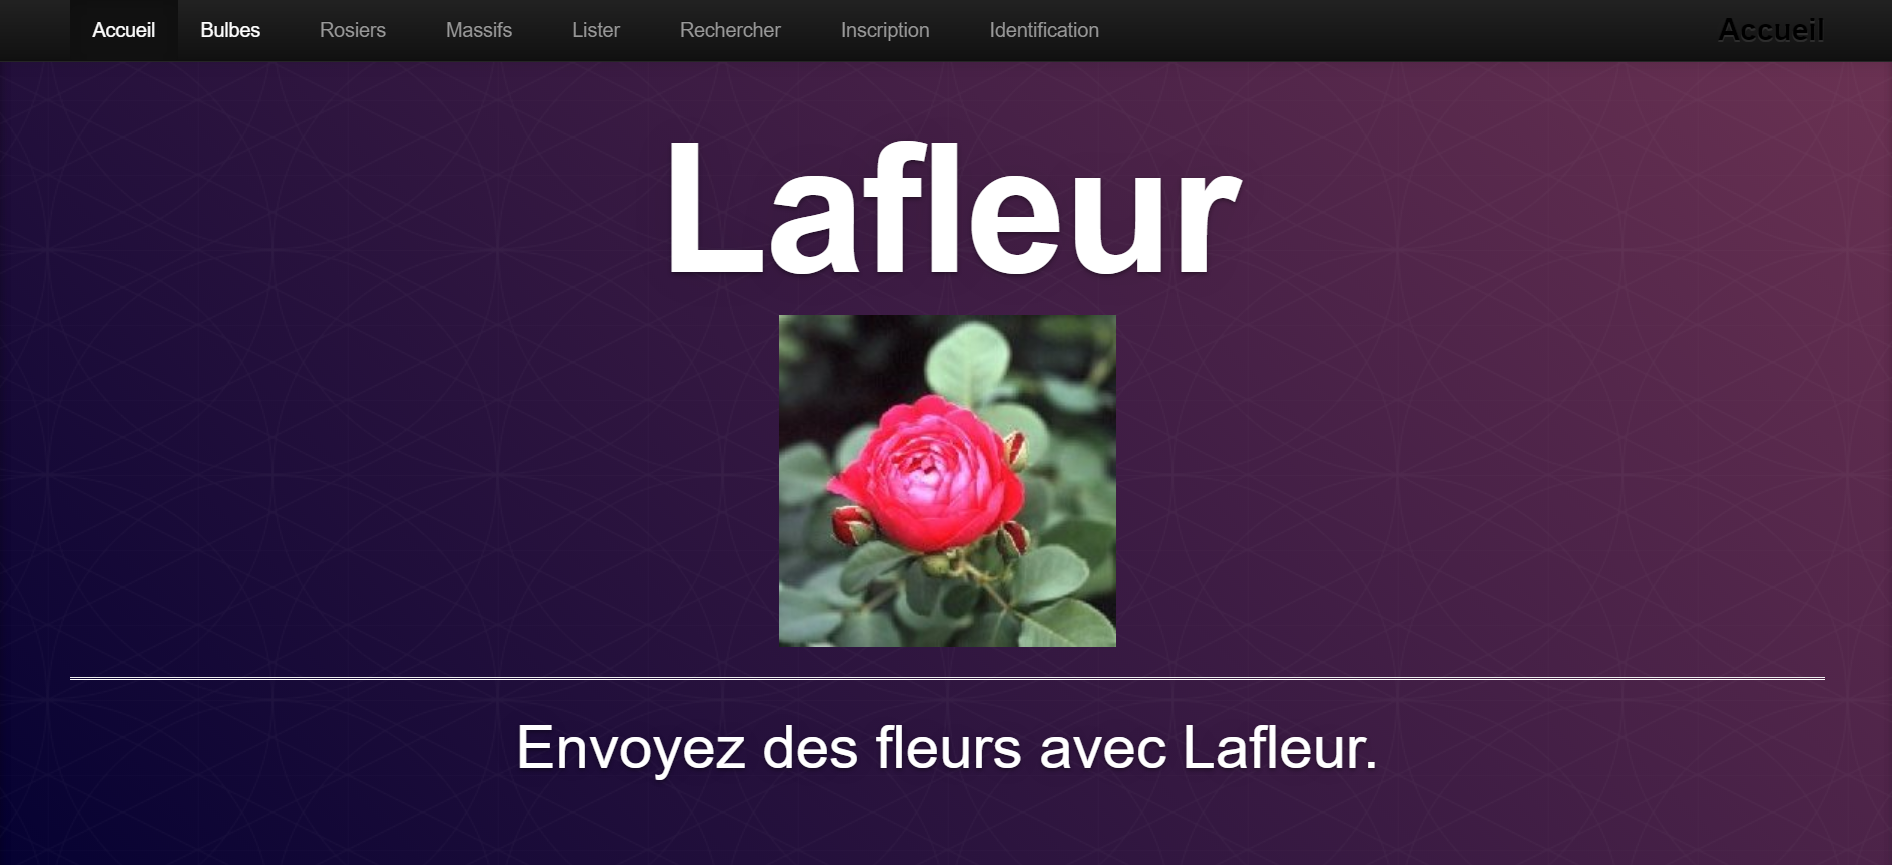 Accueil Bulbes Rosiers Massifs Lister Rechercher Inscription Identification Accueil
Lafleur
Envoyez des fleurs avec Lafleur.